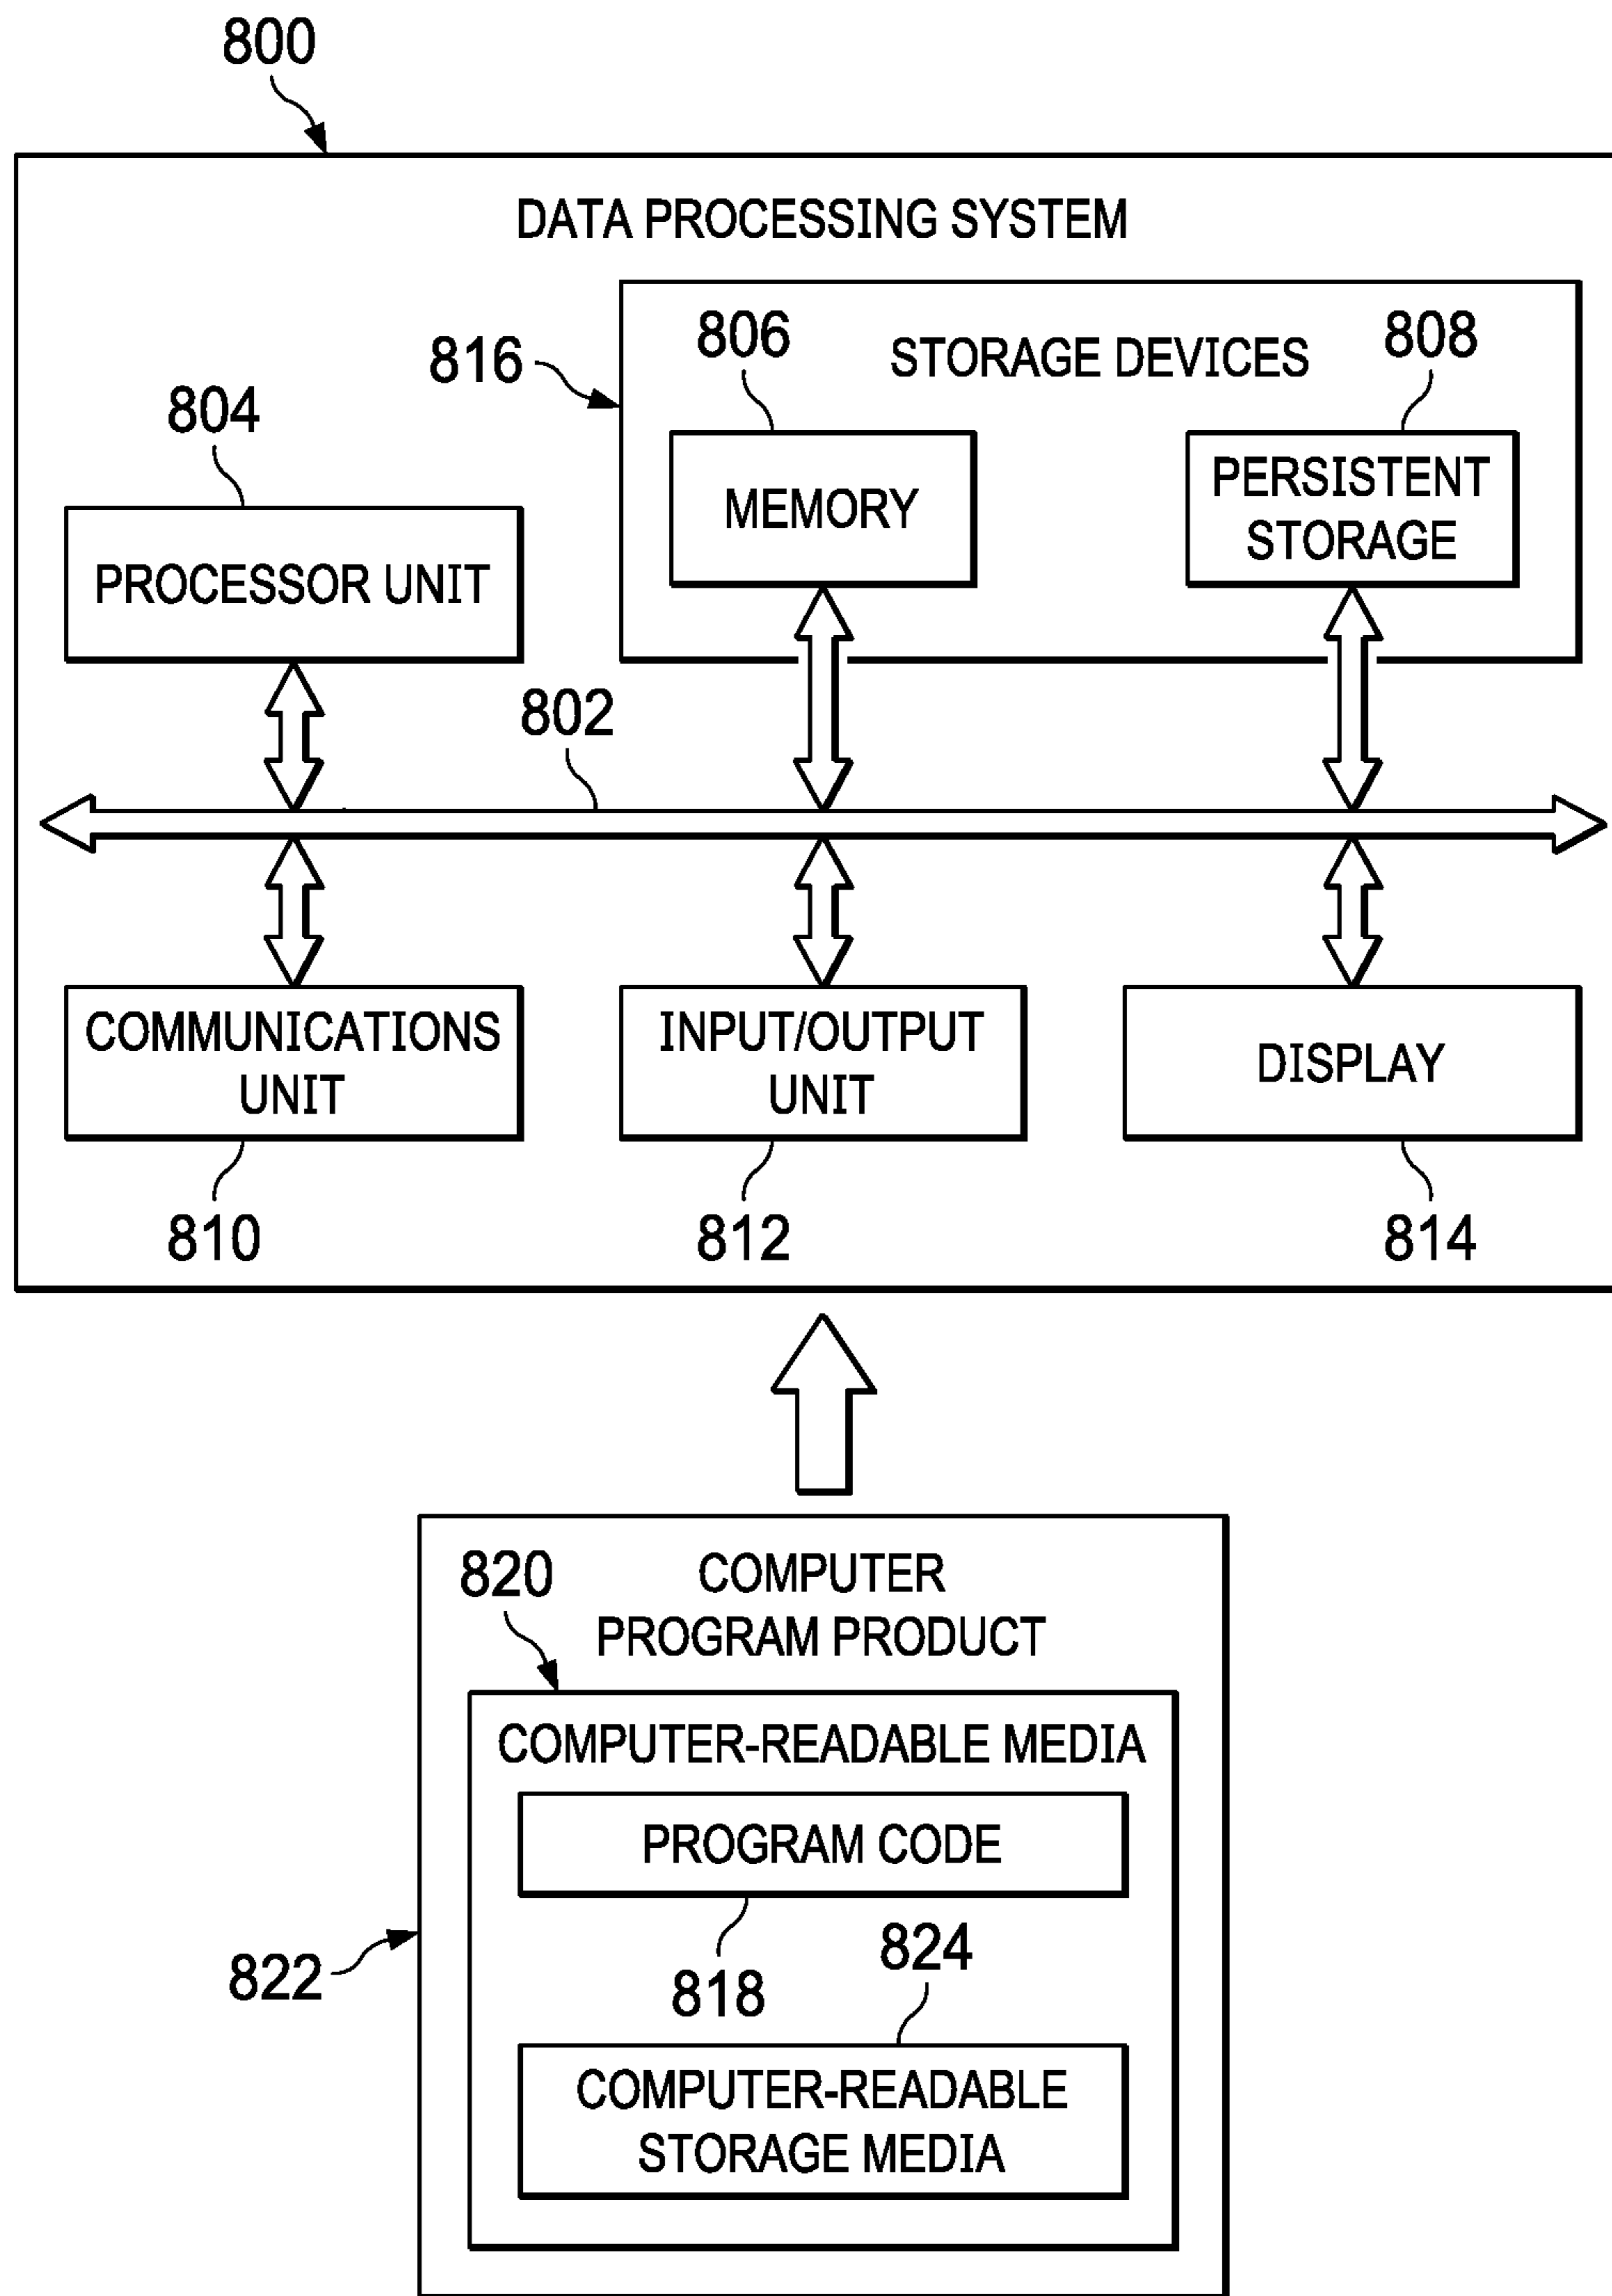 800
DATA PROCESSING SYSTEM
816
806
STORAGE DEVICES
808
804
MEMORY
PERSISTENT
STORAGE
PROCESSOR UNIT
802
COMMUNICATIONS
UNIT
INPUT/OUTPUT
UNIT
DISPLAY
810
812
814
820
COMPUTER
PROGRAM PRODUCT
COMPUTER-READABLE MEDIA
PROGRAM CODE
822
818
824
COMPUTER-READABLE
STORAGE MEDIA